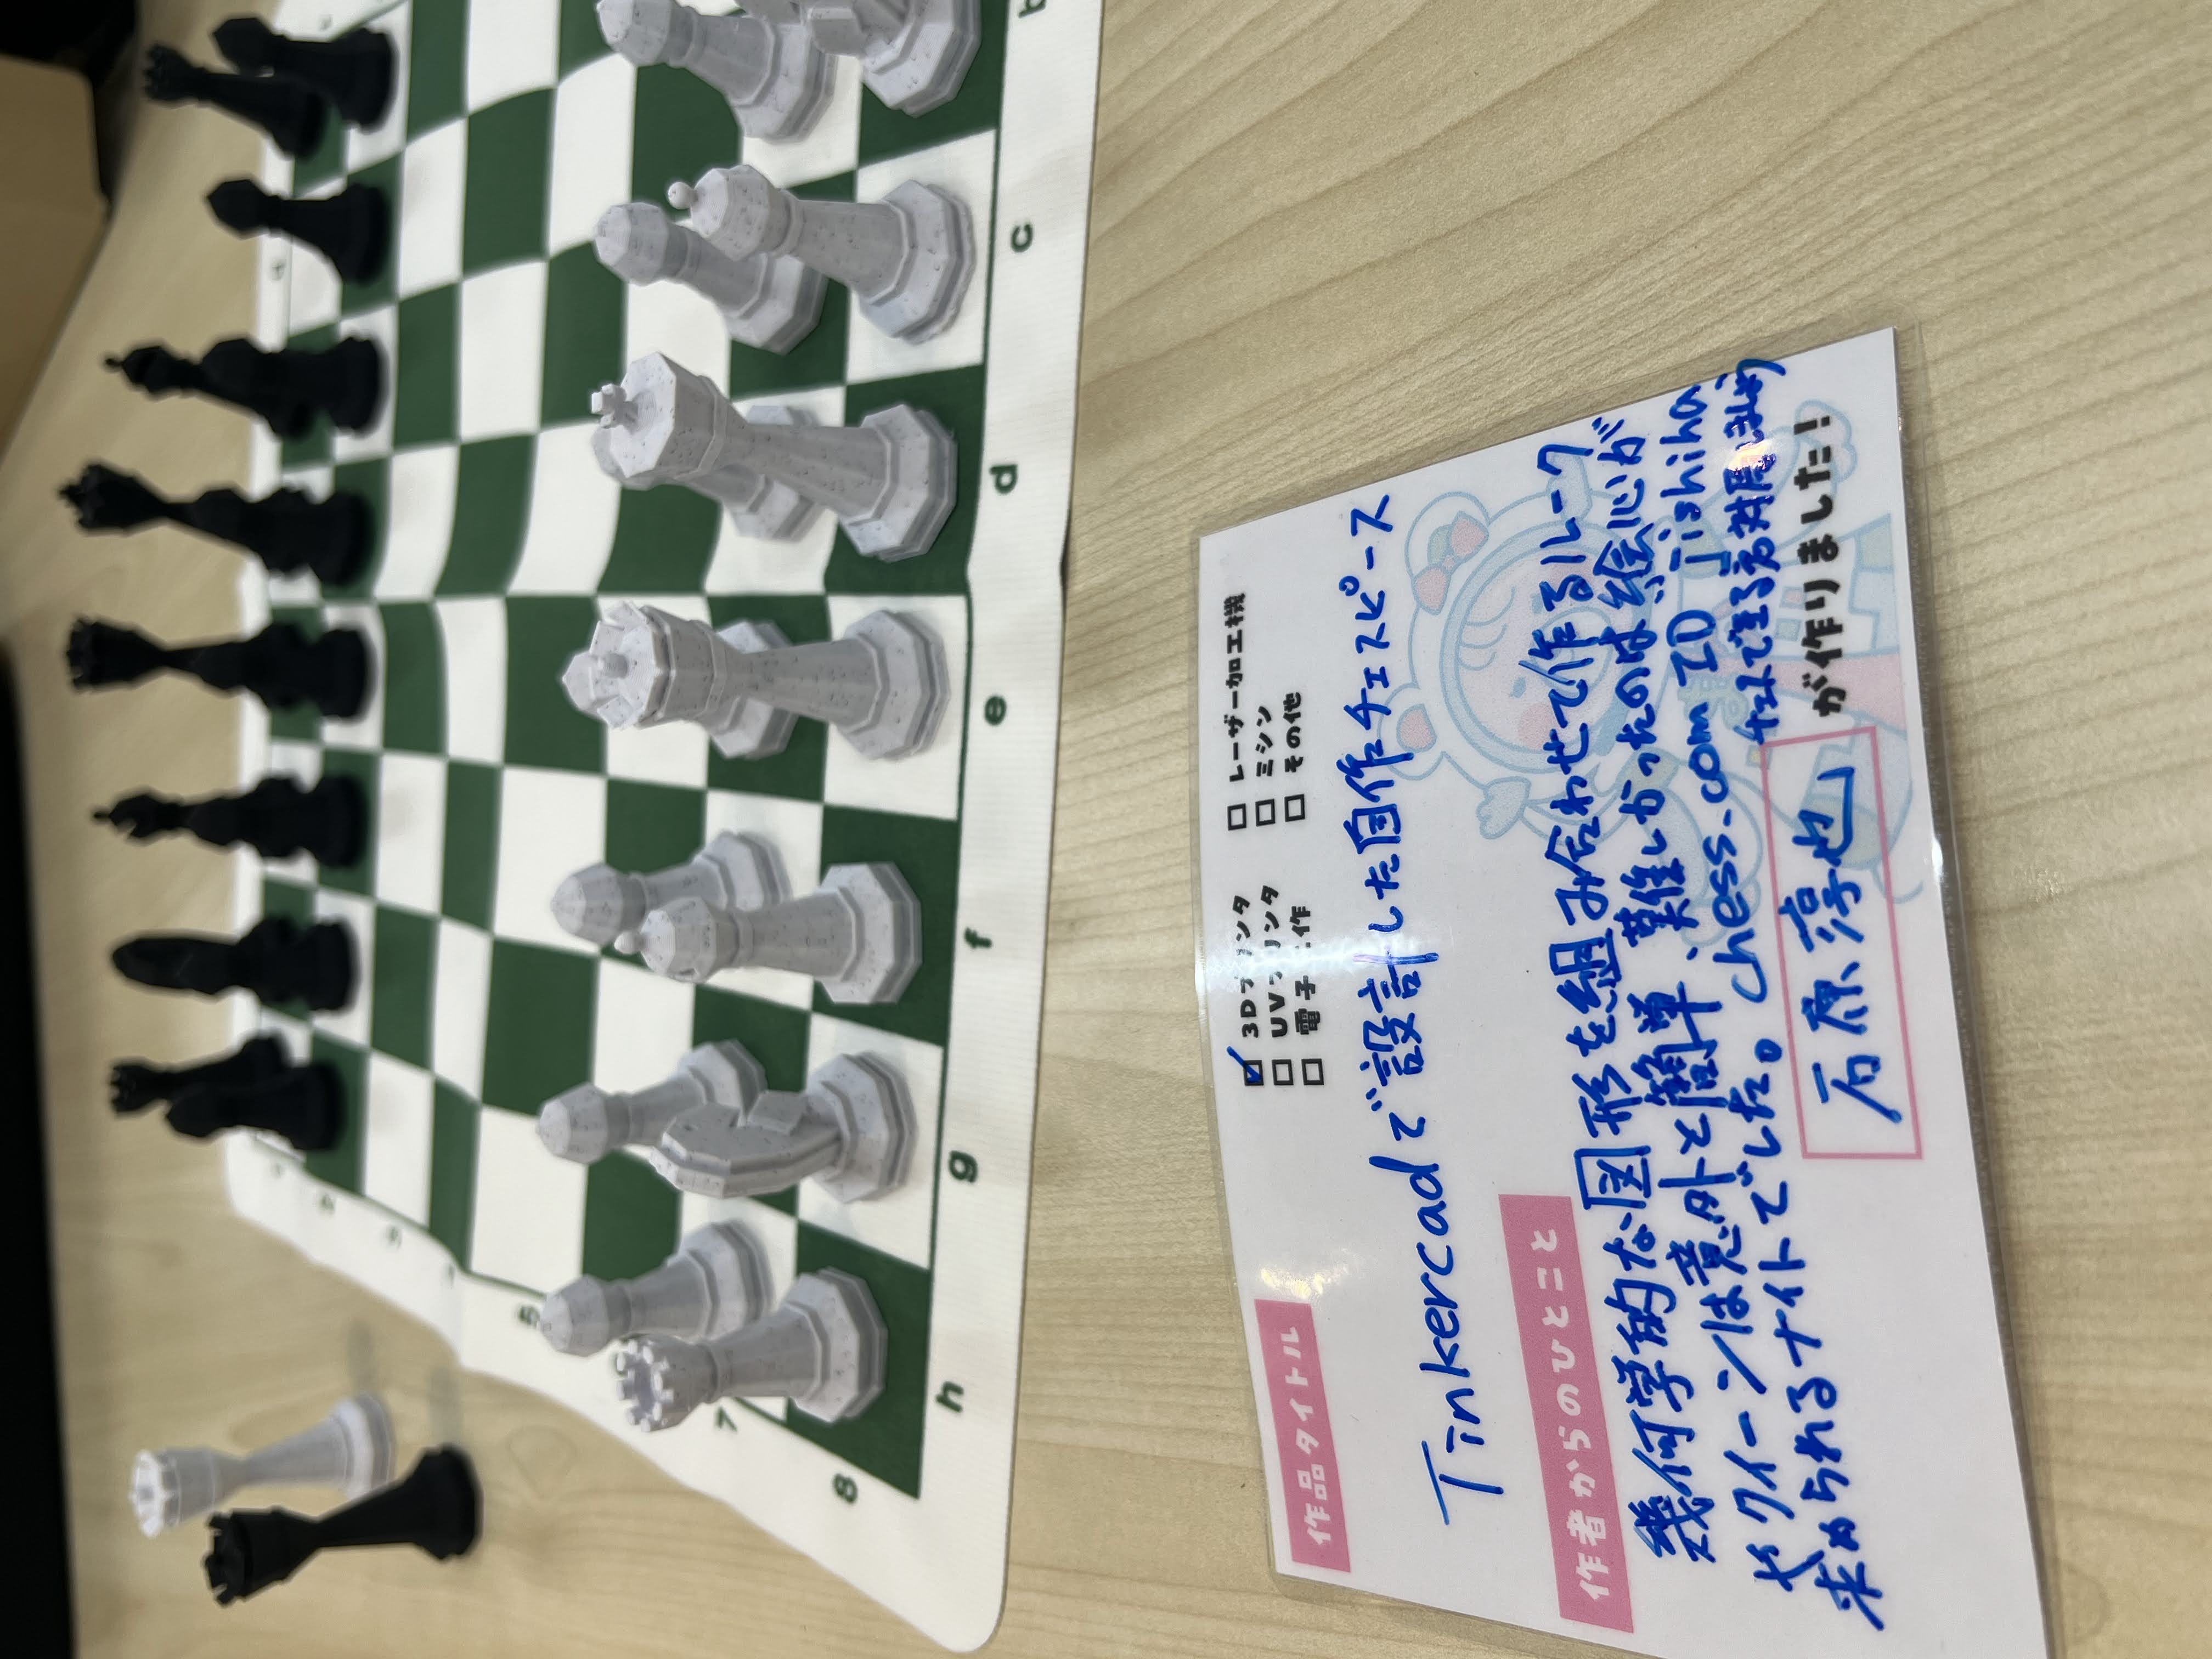 5
7
8
h
g
f
e
d
c
b
作品タイトル
3Dプリンタ
UVプリンタ
電子工作
レーザー加工機
ミシン
その他
Tinkercadで設計した自作チェスピース
作者からのひとこと
幾何学的な図形を組み合わせて作るルーク
やクイーンは意外と簡単、難しかったのは絵心が
求められるナイトでした。chess.com ID jishiha
チェスできる方対局しましょう
石原淳也
が作りました!